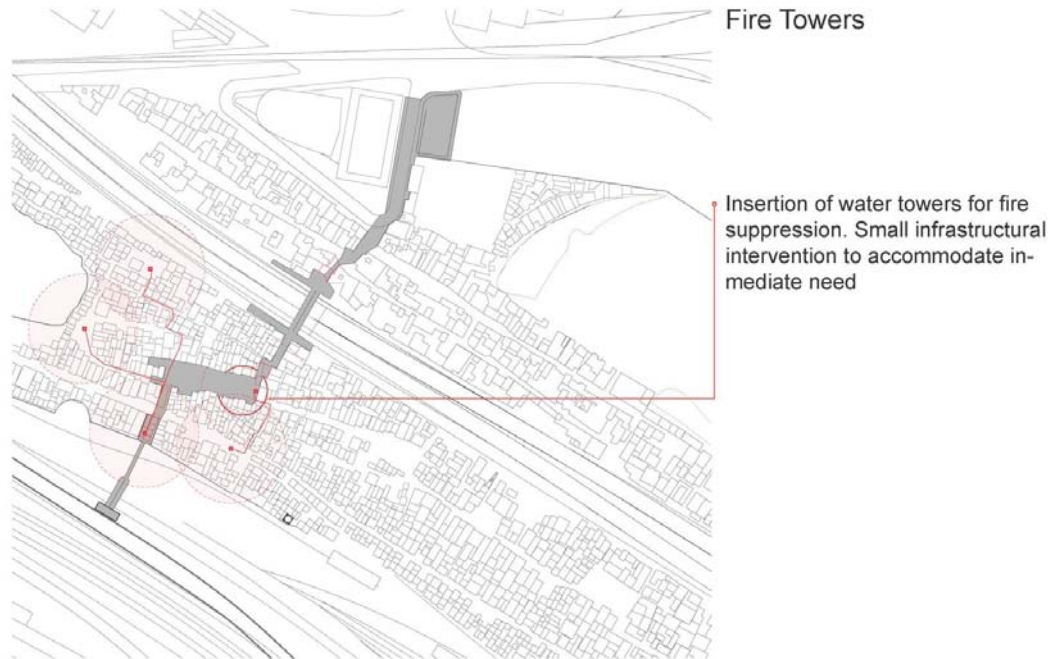 Fire Towers
Insertion of water towers for fire
suppression. Small infrastructural
intervention to accommodate in-
mediate need